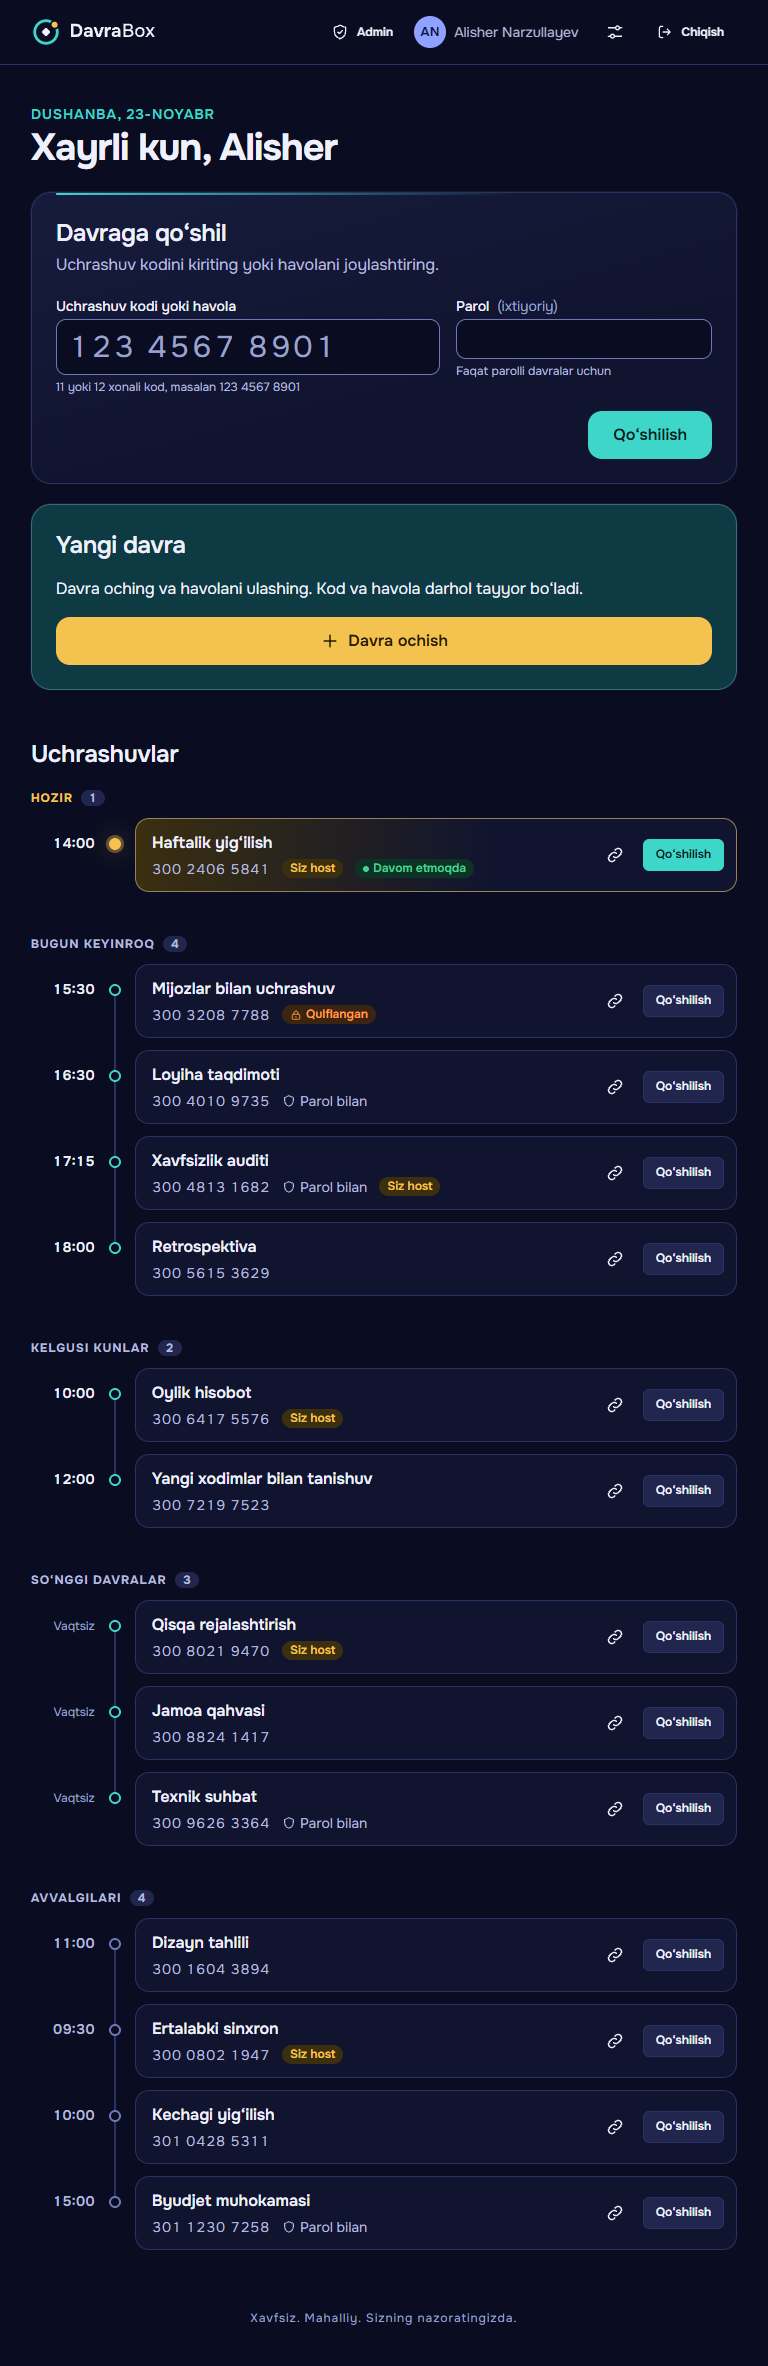 DavraBox
Admin
AN Alisher Narzullayev
Chiqish
DUSHANBA, 23-NOYABR
Xayrli kun, Alisher
Davraga qo‘shil
Uchrashuv kodini kiriting yoki havolani joylashtiring.
Uchrashuv kodi yoki havola
123 4567 8901
11 yoki 12 xonali kod, masalan 123 4567 8901
Parol (ixtiyoriy)
Faqat parolli davralar uchun
Qo‘shilish
Yangi davra
Davra oching va havolani ulashing. Kod va havola darhol tayyor bo‘ladi.
+ Davra ochish
Uchrashuvlar
HOZIR 1
14:00
Haftalik yig‘ilish
300 2406 5841 Siz host Davom etmoqda
Qo‘shilish
BUGUN KEYINROQ 4
15:30
Mijozlar bilan uchrashuv
300 3208 7788 Qulflangan
Qo‘shilish
16:30
Loyiha taqdimoti
300 4010 9735 Parol bilan
Qo‘shilish
17:15
Xavfsizlik auditi
300 4813 1682 Parol bilan Siz host
Qo‘shilish
18:00
Retrospektiva
300 5615 3629
Qo‘shilish
KELGUSI KUNLAR 2
10:00
Oylik hisobot
300 6417 5576 Siz host
Qo‘shilish
12:00
Yangi xodimlar bilan tanishuv
300 7219 7523
Qo‘shilish
SO‘NGGI DAVRALAR 3
Vaqtsiz
Qisqa rejalashtirish
300 8021 9470 Siz host
Qo‘shilish
Vaqtsiz
Jamoa qahvasi
300 8824 1417
Qo‘shilish
Vaqtsiz
Texnik suhbat
300 9626 3364 Parol bilan
Qo‘shilish
AVVALGILARI 4
11:00
Dizayn tahlili
300 1604 3894
Qo‘shilish
09:30
Ertalabki sinxron
300 0802 1947 Siz host
Qo‘shilish
10:00
Kechagi yig‘ilish
301 0428 5311
Qo‘shilish
15:00
Byudjet muhokamasi
301 1230 7258 Parol bilan
Qo‘shilish
Xavfsiz. Mahalliy. Sizning nazoratingizda.